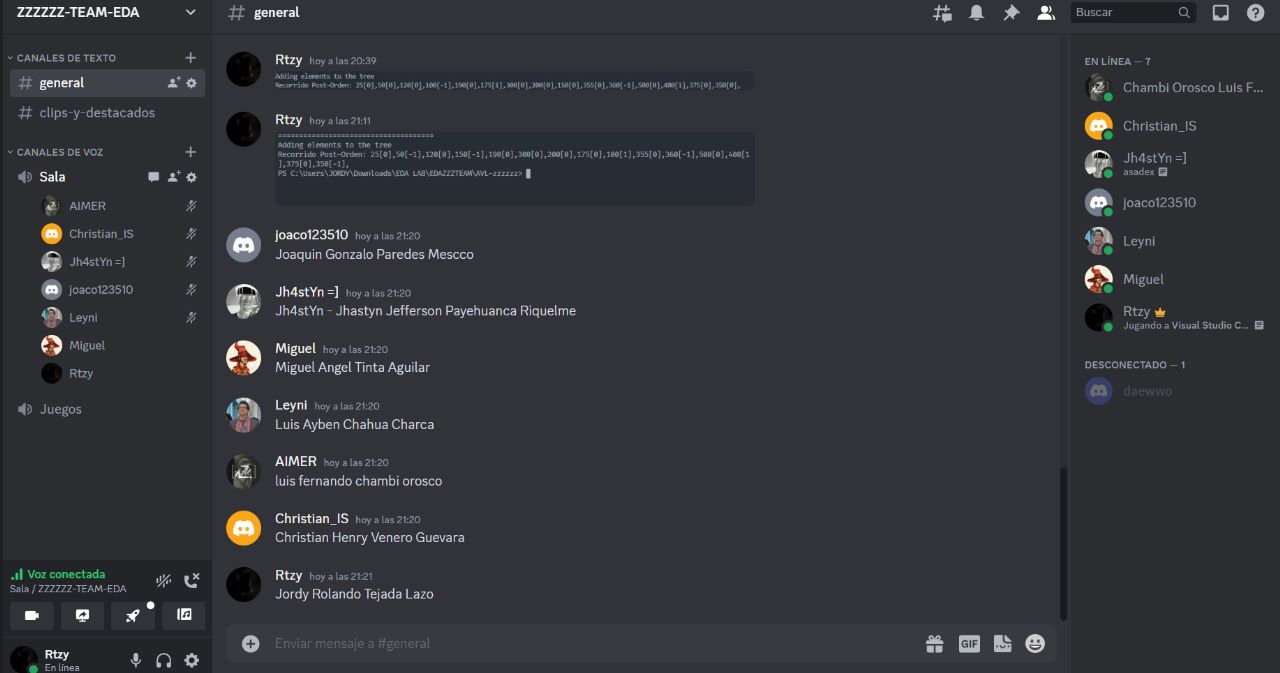 ZZZZZZ-TEAM-EDA
CANALES DE TEXTO
general
clips-y-destacados
CANALES DE VOZ
Sala
AIMER
Christian_IS
Jh4stYn =]
joaco123510
Leyni
Miguel
Rtzy
Juegos
Voz conectada
Sala / ZZZZZZ-TEAM-EDA
Rtzy
En línea
general
Rtzy hoy a las 20:39
Adding elements to the tree
Recorrido Post-Orden: 25[0],50[0],120[0],100[-1],190[0],175[1],300[0],200[0],150[0],355[0],360[-1],500[0],400[1],375[0],350[0],
Rtzy hoy a las 21:11
=====================================
Adding elements to the tree
Recorrido Post-Orden: 25[0],50[-1],120[0],150[-1],190[0],300[0],200[0],175[0],100[1],355[0],360[-1],500[0],400[1
],375[0],350[-1],
PS C:\Users\JORDY\Downloads\EDA LAB\EDAZZZTEAM\AVL-zzzzzz>
joaco123510 hoy a las 21:20
Joaquin Gonzalo Paredes Mescco
Jh4stYn =] hoy a las 21:20
Jh4stYn - Jhastyn Jefferson Payehuanca Riquelme
Miguel hoy a las 21:20
Miguel Angel Tinta Aguilar
Leyni hoy a las 21:20
Luis Ayben Chahua Charca
AIMER hoy a las 21:20
luis fernando chambi orosco
Christian_IS hoy a las 21:20
Christian Henry Venero Guevara
Rtzy hoy a las 21:21
Jordy Rolando Tejada Lazo
Enviar mensaje a #general
GIF
Buscar
EN LÍNEA — 7
Chambi Orosco Luis F...
Christian_IS
Jh4stYn =]
asadex
joaco123510
Leyni
Miguel
Rtzy
Jugando a Visual Studio C...
DESCONECTADO — 1
daewwo